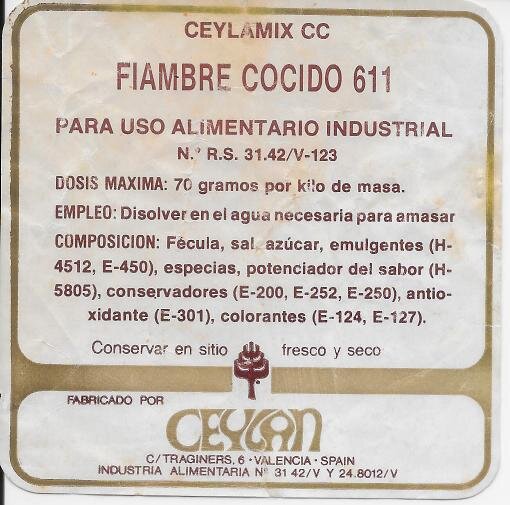 CEYLAMIX CC
FIAMBRE COCIDO 611
PARA USO ALIMENTARIO INDUSTRIAL
N.º R.S. 31.42/V-123
DOSIS MAXIMA: 70 gramos por kilo de masa.
EMPLEO: Disolver en el agua necesaria para amasar
COMPOSICION: Fécula, sal, azúcar, emulgentes (H-
4512, E-450), especias, potenciador del sabor (H-
5805), conservadores (E-200, E-252, E-250), antio-
xidante (E-301), colorantes (E-124, E-127).
Conservar en sitio fresco y seco
FABRICADO POR
CEYLAN
C/TRAGINERS, 6 · VALENCIA · SPAIN
INDUSTRIA ALIMENTARIA Nº 31 42/V Y 24.8012/V